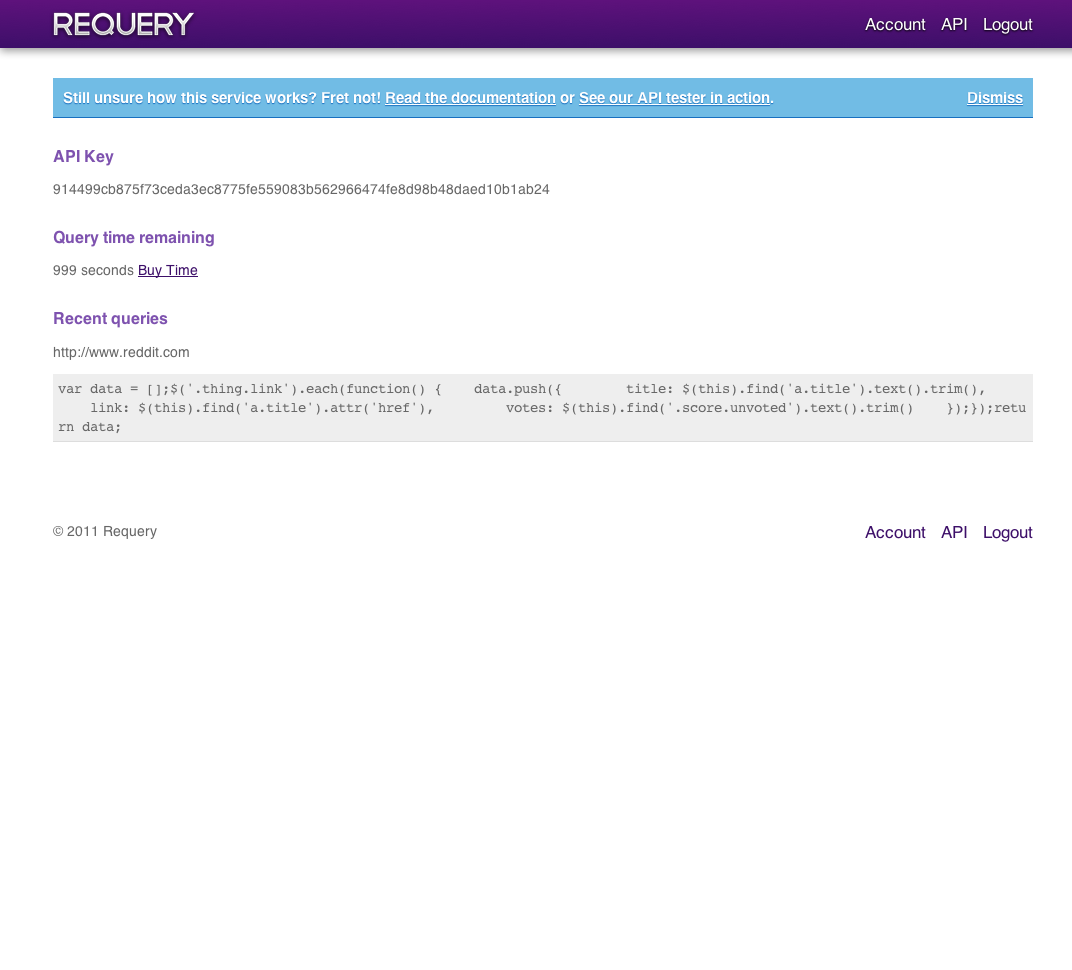 REQUERY
Account API Logout
Still unsure how this service works? Fret not! Read the documentation or See our API tester in action. Dismiss
API Key
914499cb875f73ceda3ec8775fe559083b562966474fe8d98b48daed10b1ab24
Query time remaining
999 seconds Buy Time
Recent queries
http://www.reddit.com
var data = [];$('.thing.link').each(function() {    data.push({        title: $(this).find('a.title').text().trim(),
    link: $(this).find('a.title').attr('href'),         votes: $(this).find('.score.unvoted').text().trim()    });});retu
rn data;
© 2011 Requery
Account API Logout